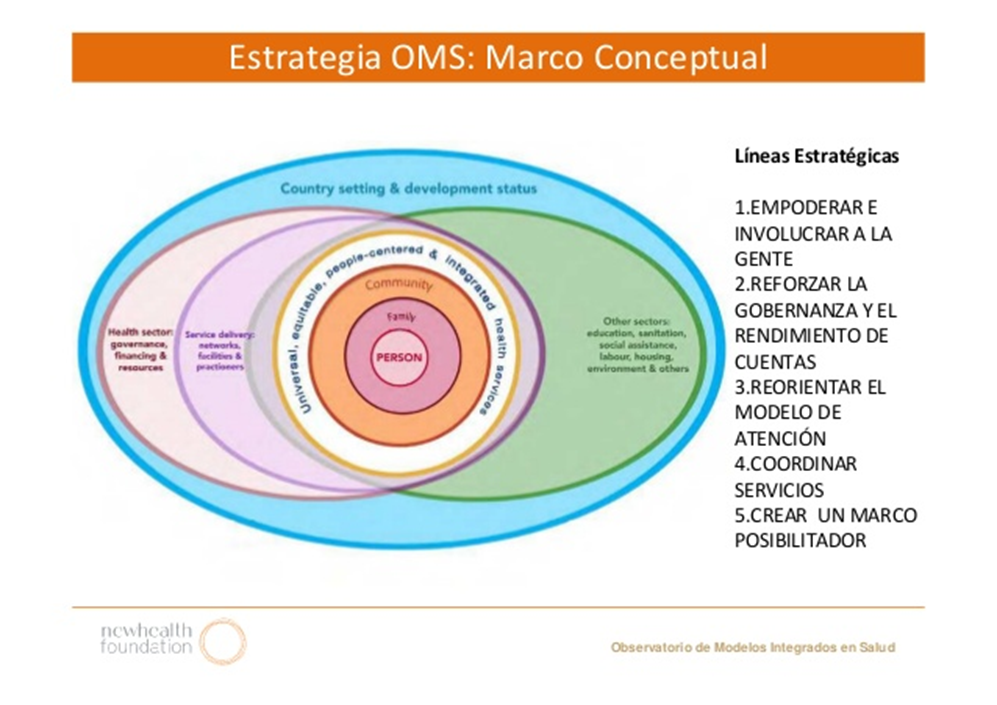 Estrategia OMS: Marco Conceptual
Country setting & development status
Universal, equitable, people-centered & integrated health services
Community
Family
PERSON
Health sector:
governance,
financing &
resources
Service delivery:
networks,
facilities &
practioners
Other sectors:
education, sanitation,
social assistance,
labour, housing,
environment & others
Líneas Estratégicas
1.EMPODERAR E
INVOLUCRAR A LA
GENTE
2.REFORZAR LA
GOBERNANZA Y EL
RENDIMIENTO DE
CUENTAS
3.REORIENTAR EL
MODELO DE
ATENCIÓN
4.COORDINAR
SERVICIOS
5.CREAR UN MARCO
POSIBILITADOR
newhealth
foundation
Observatorio de Modelos Integrados en Salud